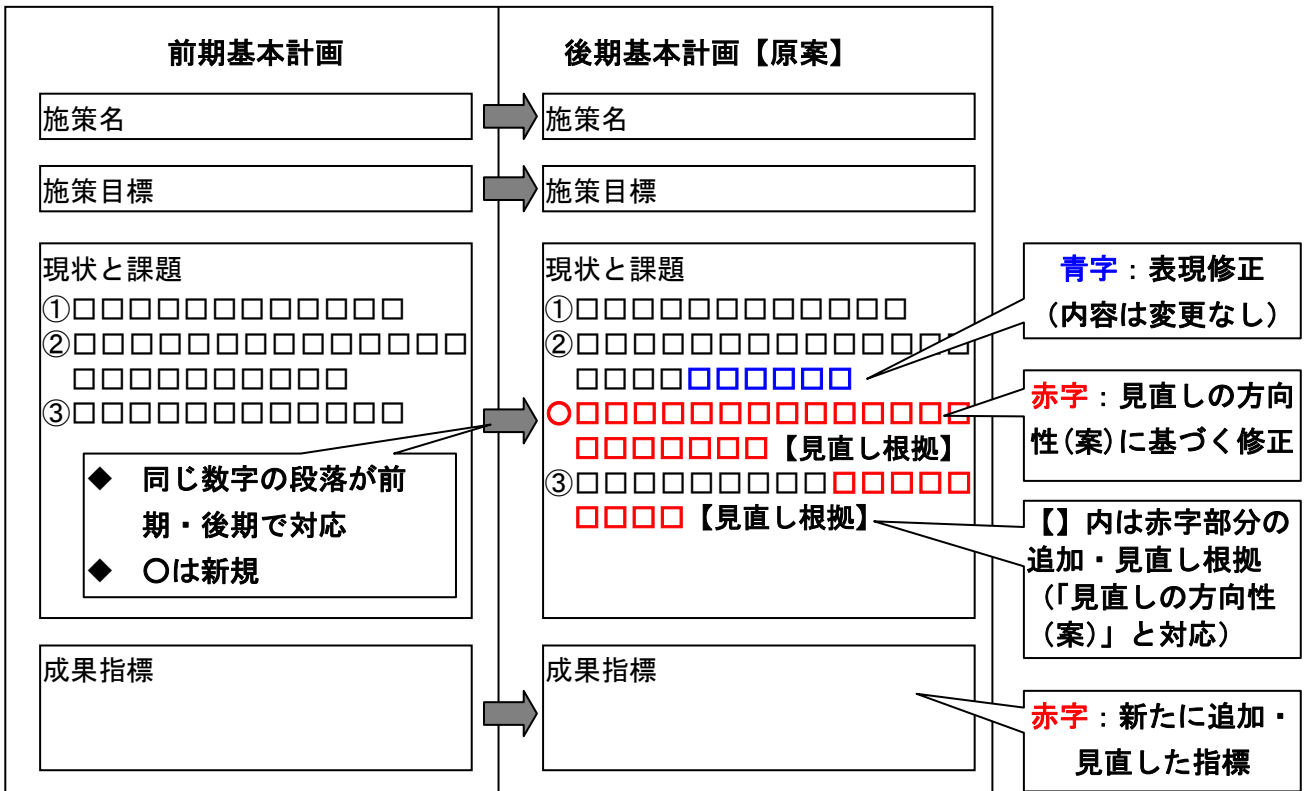 前期基本計画
施策名
施策目標
現状と課題
①□□□□□□□□□□□□
②□□□□□□□□□□□□□□
□□□□□□□□□□
③□□□□□□□□□□□□
◆ 同じ数字の段落が前
期・後期で対応
◆ ○は新規
成果指標
後期基本計画【原案】
施策名
施策目標
現状と課題
①□□□□□□□□□□□□
②□□□□□□□□□□□□□□
□□□□□□□□□□
○□□□□□□□□□□□□□□
□□□□□□□【見直し根拠】
③□□□□□□□□□□□□□□
□□□□【見直し根拠】
成果指標
青字：表現修正
（内容は変更なし）
赤字：見直しの方向
性(案)に基づく修正
【】内は赤字部分の
追加・見直し根拠
（「見直しの方向性
（案）」と対応）
赤字：新たに追加・
見直した指標